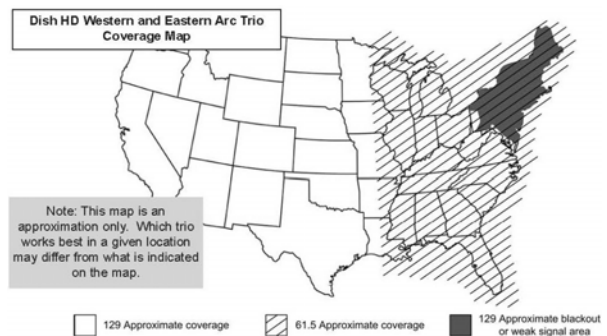 Dish HD Western and Eastern Arc Trio
Coverage Map
Note: This map is an
approximation only. Which trio
works best in a given location
may differ from what is indicated
on the map.
129 Approximate coverage
61.5 Approximate coverage
129 Approximate blackout
or weak signal area